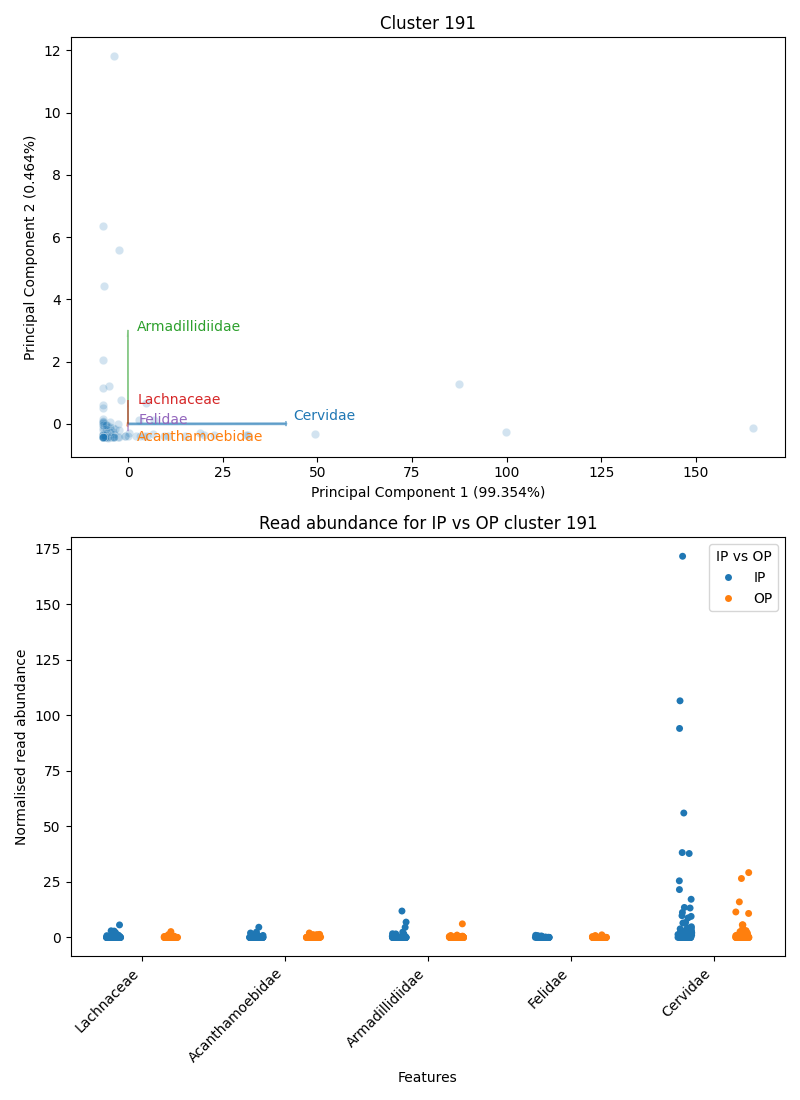 Cluster 191
12
10
8
6
4
2
0
Principal Component 2 (0.464%)
Armadillidiidae
Lachnaceae
Felidae
Cervidae
Acanthamoebidae
0 25 50 75 100 125 150
Principal Component 1 (99.354%)
Read abundance for IP vs OP cluster 191
175
150
125
100
75
50
25
0
Normalised read abundance
IP vs OP
IP
OP
Lachnaceae
Acanthamoebidae
Armadillidiidae
Felidae
Cervidae
Features